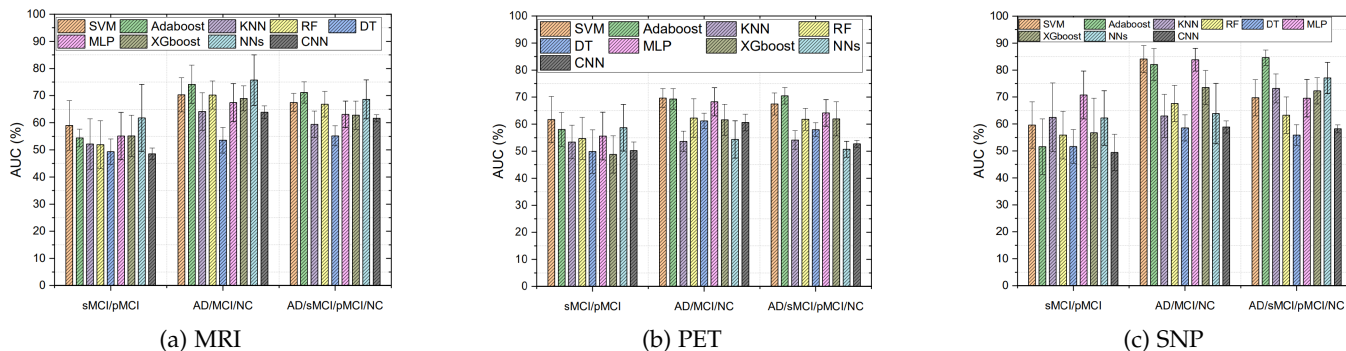 100
90
80
70
60
50
40
30
20
10
0
AUC (%)
SVM Adaboost KNN RF DT
MLP XGboost NNs CNN
sMCI/pMCI AD/MCI/NC AD/sMCI/pMCI/NC
(a) MRI
100
90
80
70
60
50
40
30
20
10
0
AUC (%)
SVM Adaboost KNN RF
DT MLP XGboost NNs
CNN
sMCI/pMCI AD/MCI/NC AD/sMCI/pMCI/NC
(b) PET
100
90
80
70
60
50
40
30
20
10
0
AUC (%)
SVM Adaboost KNN RF DT MLP
XGboost NNs CNN
sMCI/pMCI AD/MCI/NC AD/sMCI/pMCI/NC
(c) SNP